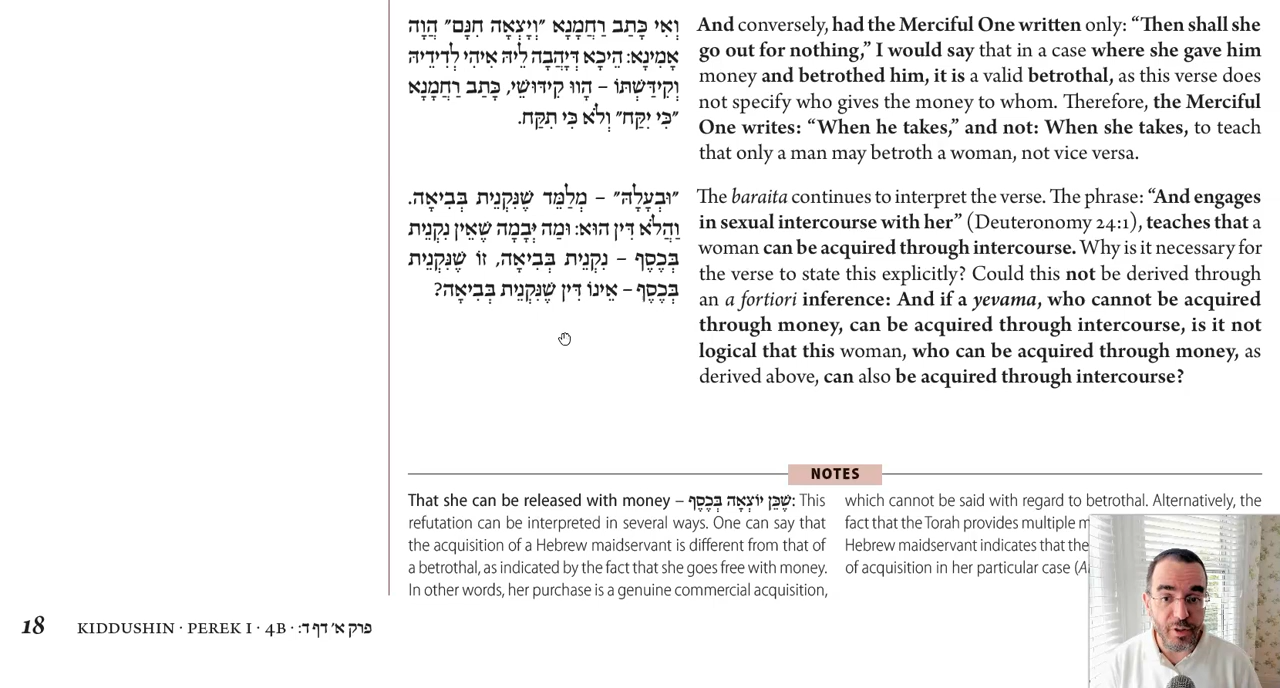 וְאִי כָּתַב רַחֲמָנָא ״וְיָצְאָה חִנָּם״ הֲוָה
אָמֵינָא: הֵיכָא דְּיָהֲבָה לֵיהּ אִיהִי לְדִידֵיהּ
וְקִידַּשְׁתּוֹ – הָווּ קִידּוּשֵׁי, כָּתַב רַחֲמָנָא
״כִּי יִקַּח״ וְלֹא כִּי תִקַּח.
״וּבְעָלָהּ״ – מְלַמֵּד שֶׁנִּקְנֵית בְּבִיאָה.
וַהֲלֹא דִּין הוּא: וּמָה יְּבָמָה שֶׁאֵין נִקְנֵית
בְּכֶסֶף – נִקְנֵית בְּבִיאָה, זוֹ שֶׁנִּקְנֵית
בְּכֶסֶף – אֵינוֹ דִּין שֶׁנִּקְנֵית בְּבִיאָה?
And conversely, had the Merciful One written only: “Then shall she
go out for nothing,” I would say that in a case where she gave him
money and betrothed him, it is a valid betrothal, as this verse does
not specify who gives the money to whom. Therefore, the Merciful
One writes: “When he takes,” and not: When she takes, to teach
that only a man may betroth a woman, not vice versa.
The baraita continues to interpret the verse. The phrase: “And engages
in sexual intercourse with her” (Deuteronomy 24:1), teaches that a
woman can be acquired through intercourse. Why is it necessary for
the verse to state this explicitly? Could this not be derived through
an a fortiori inference: And if a yevama, who cannot be acquired
through money, can be acquired through intercourse, is it not
logical that this woman, who can be acquired through money, as
derived above, can also be acquired through intercourse?
NOTES
That she can be released with money – שֶׁכֵּן יוֹצְאָה בְּכֶסֶף: This
refutation can be interpreted in several ways. One can say that
the acquisition of a Hebrew maidservant is different from that of
a betrothal, as indicated by the fact that she goes free with money.
In other words, her purchase is a genuine commercial acquisition,
which cannot be said with regard to betrothal. Alternatively, the
fact that the Torah provides multiple
Hebrew maidservant indicates that the
of acquisition in her particular case
18 KIDDUSHIN · PEREK I · 4B · פרק א׳ דף ד: